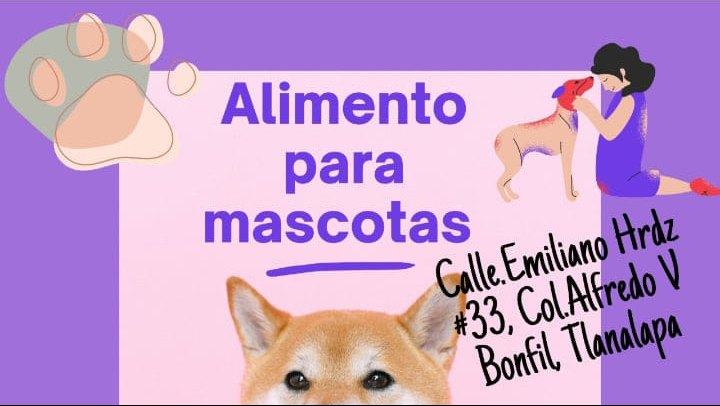 Alimento
para
mascotas
Calle.Emiliano Hrdz
#33, Col.Alfredo V
Bonfil, Tlanalapa